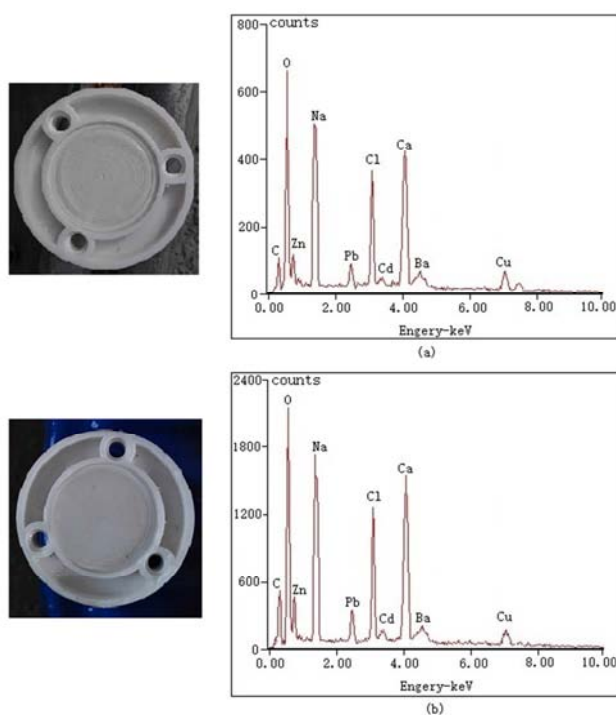 counts
800
600
400
200
0
O
Na
Ca
Cl
C
Zn
Pb
Cd
Ba
Cu
0.00 2.00 4.00 6.00 8.00 10.00
Engery-keV
(a)
counts
2400
1800
1200
600
0
O
Na
Ca
Cl
C
Zn
Pb
Cd
Ba
Cu
0.00 2.00 4.00 6.00 8.00 10.00
Engery-keV
(b)